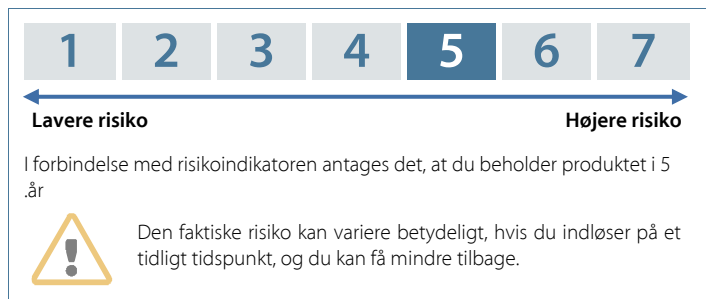 1 2 3 4 5 6 7
Lavere risiko Højere risiko
I forbindelse med risikoindikatoren antages det, at du beholder produktet i 5
.år
Den faktiske risiko kan variere betydeligt, hvis du indløser på et
tidligt tidspunkt, og du kan få mindre tilbage.